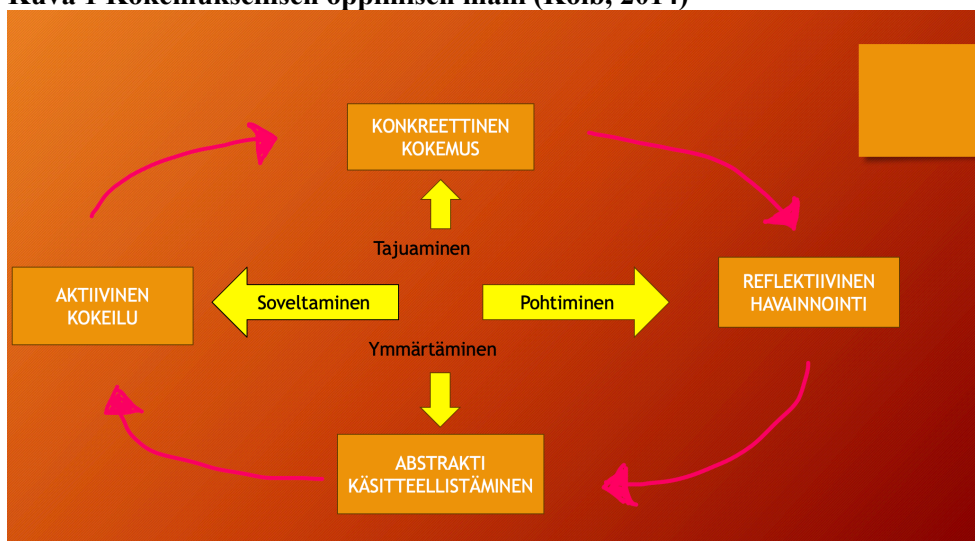 Kuva 1 Kokemuksellisen oppimisen malli (Kolb, 2014)
KONKREETTINEN
KOKEMUS
Tajuaminen
AKTIIVINEN
KOKEILU
Soveltaminen
Pohtiminen
REFLEKTIIVINEN
HAVAINNOINTI
Ymmärtäminen
ABSTRAKTI
KÄSITTEELLISTÄMINEN